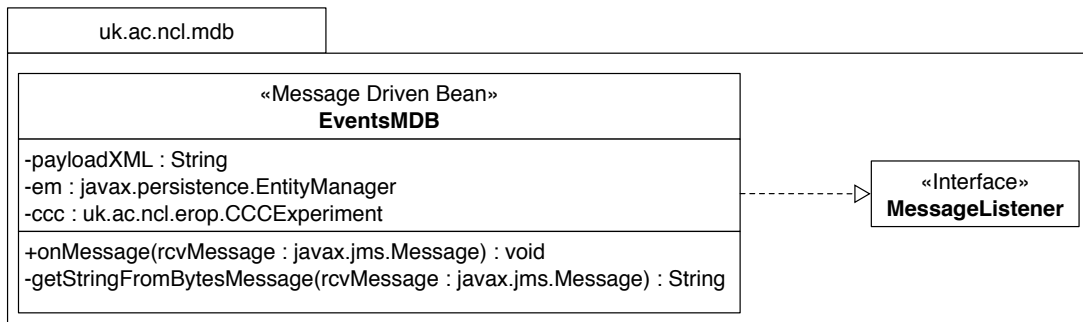 uk.ac.ncl.mdb
«Message Driven Bean»
EventsMDB
-payloadXML : String
-em : javax.persistence.EntityManager
-ccc : uk.ac.ncl.erop.CCCExperiment
+onMessage(rcvMessage : javax.jms.Message) : void
-getStringFromBytesMessage(rcvMessage : javax.jms.Message) : String
«Interface»
MessageListener